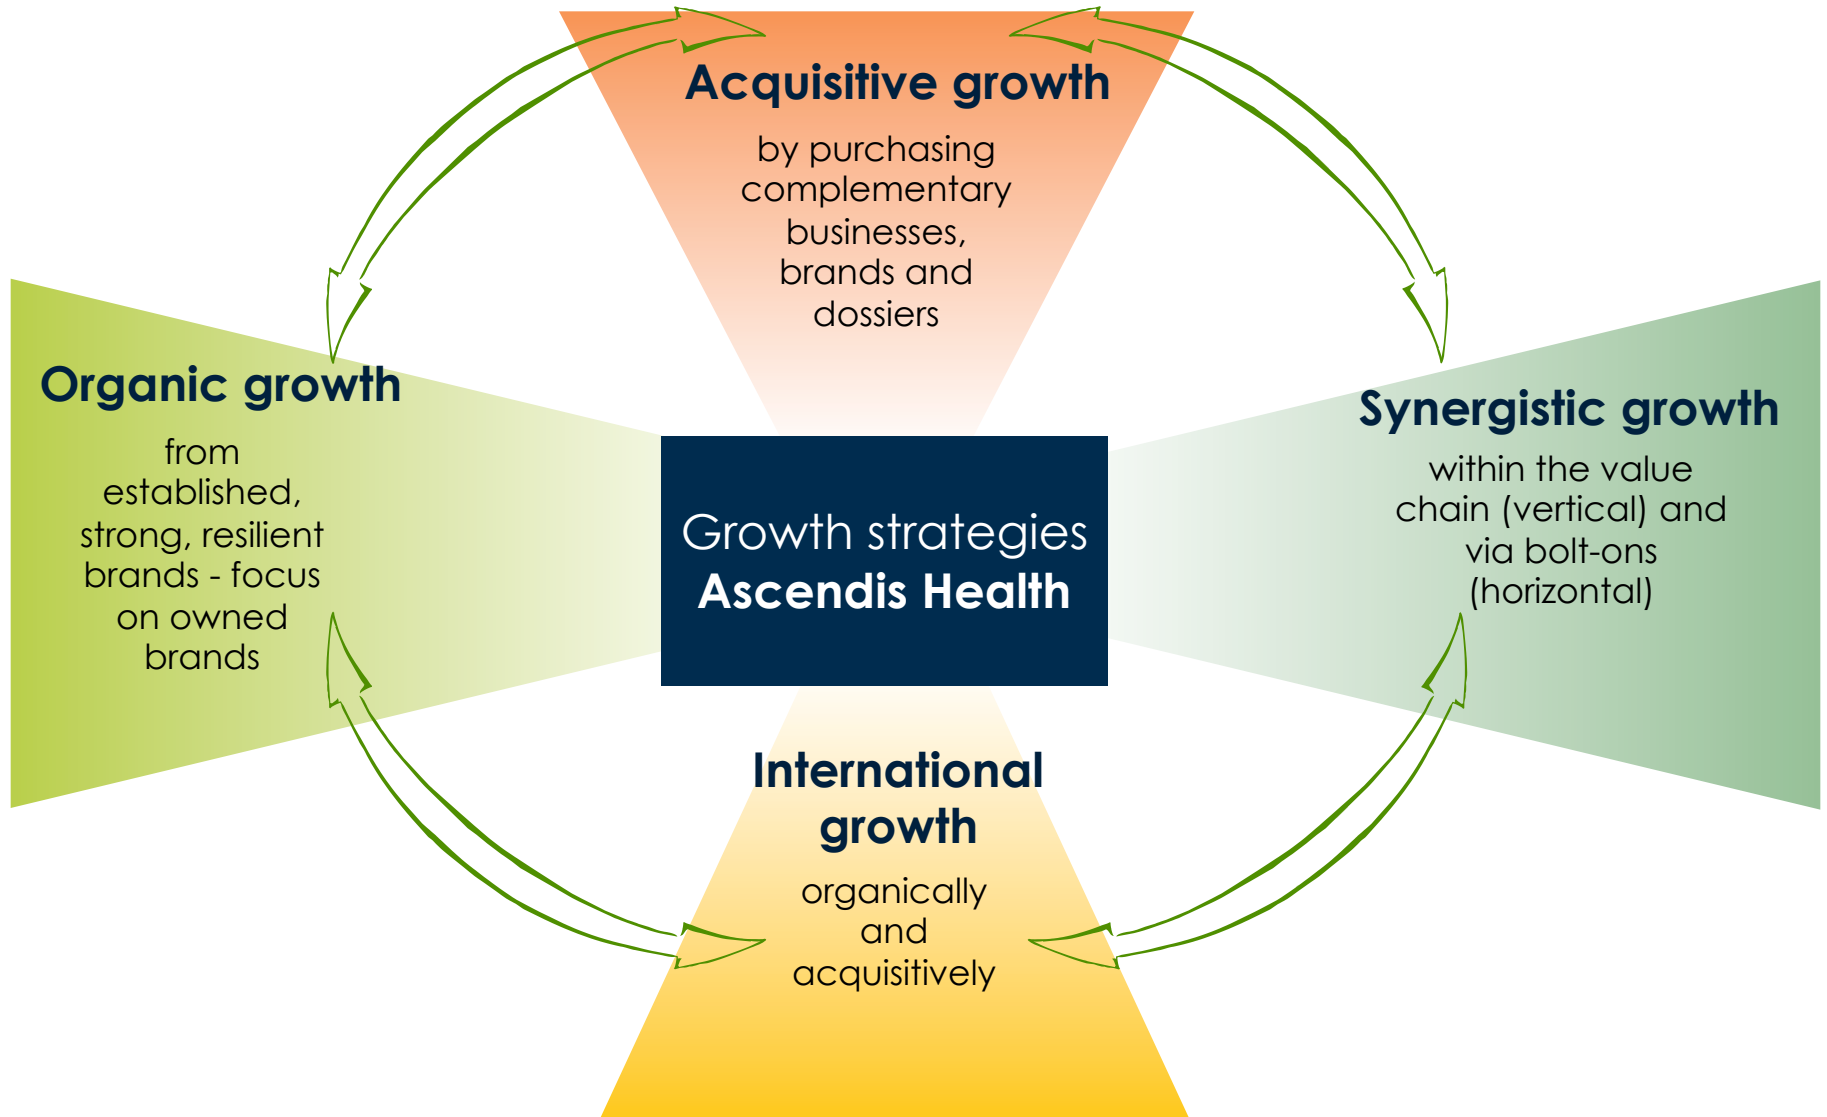 Acquisitive growth
by purchasing
complementary
businesses,
brands and
dossiers
Organic growth
from
established,
strong, resilient
brands - focus
on owned
brands
Growth strategies
Ascendis Health
Synergistic growth
within the value
chain (vertical) and
via bolt-ons
(horizontal)
International
growth
organically
and
acquisitively